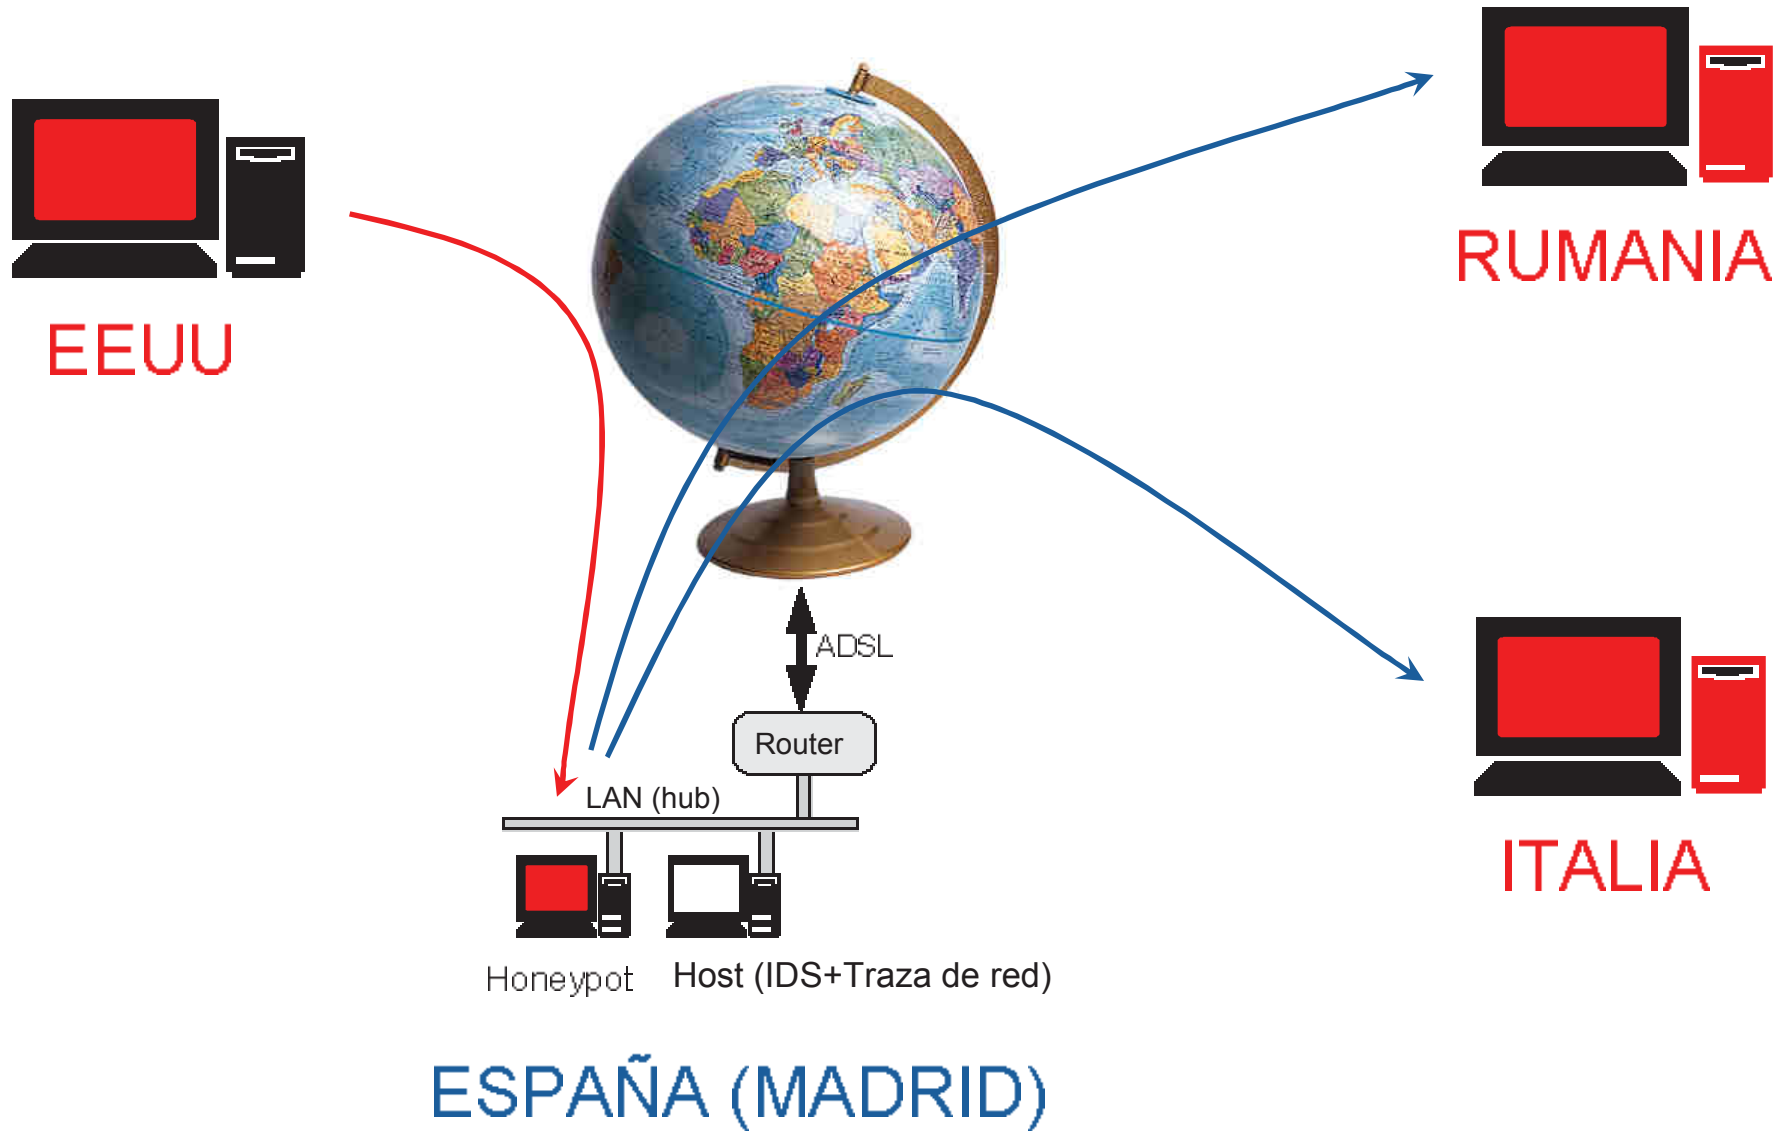 EEUU
RUMANIA
ADSL
Router
LAN (hub)
ITALIA
Honeypot
Host (IDS+Traza de red)
ESPAÑA (MADRID)